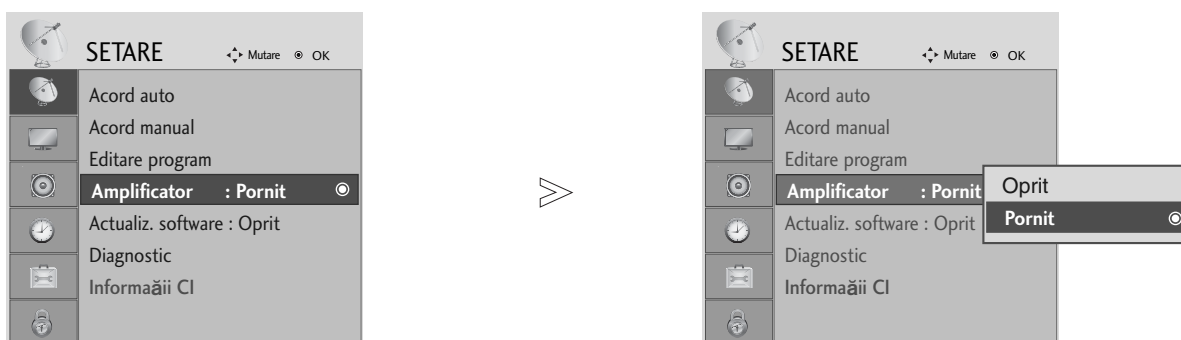 SETARE Mutare OK
Acord auto
Acord manual
Editare program
Amplificator : Pornit
Actualiz. software : Oprit
Diagnostic
Informaăii CI
SETARE Mutare OK
Acord auto
Acord manual
Editare program
Amplificator : Pornit
Actualiz. software : Oprit
Diagnostic
Informaăii CI
Oprit
Pornit